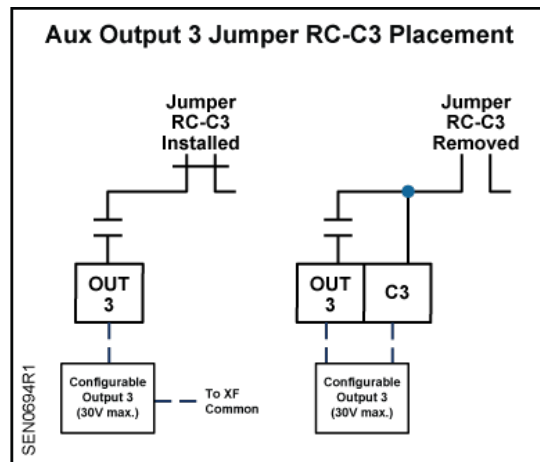 Aux Output 3 Jumper RC-C3 Placement
Jumper
RC-C3
Installed
Jumper
RC-C3
Removed
OUT
3
OUT
3
C3
Configurable
Output 3
(30V max.)
To XF
Common
Configurable
Output 3
(30V max.)
SEN0694R1